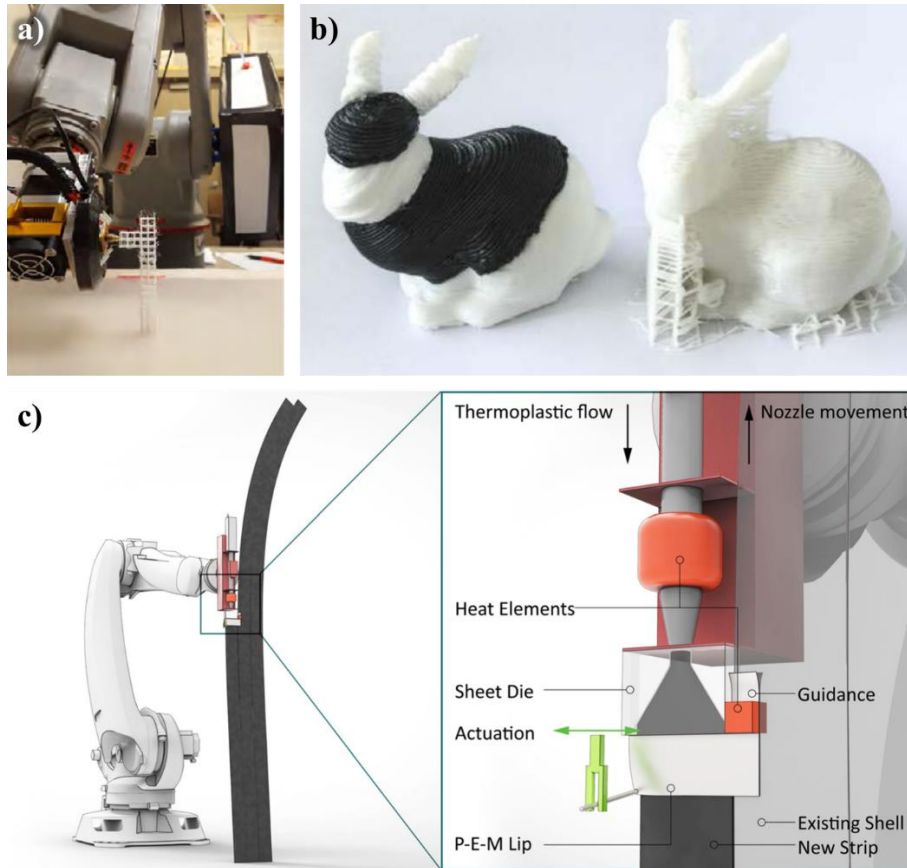 a)
b)
c)
Thermoplastic flow
Nozzle movement
Heat Elements
Sheet Die
Guidance
Actuation
P-E-M Lip
Existing Shell
New Strip